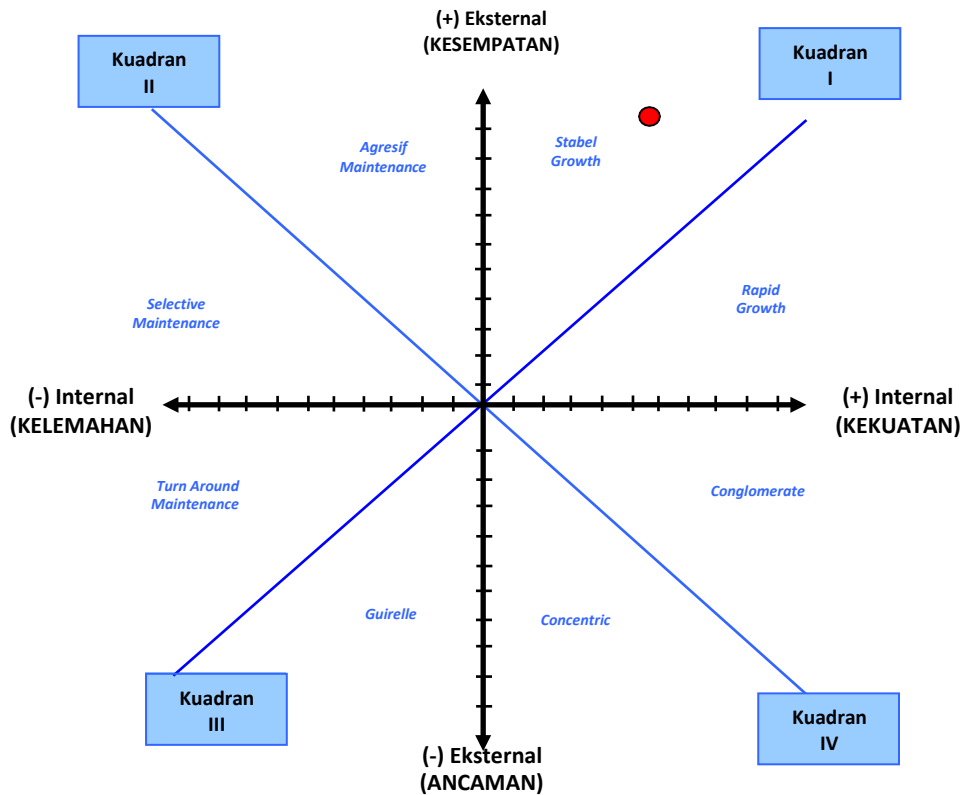 (+) Eksternal
(KESEMPATAN)
Kuadran
II
Kuadran
I
Agresif
Maintenance
Stabel
Growth
Selective
Maintenance
Rapid
Growth
(-) Internal
(KELEMAHAN)
(+) Internal
(KEKUATAN)
Turn Around
Maintenance
Conglomerate
Guirelle
Concentric
Kuadran
III
Kuadran
IV
(-) Eksternal
(ANCAMAN)